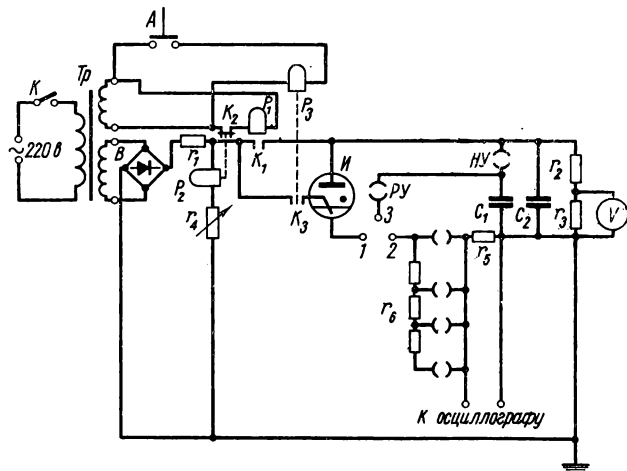 А
К
Тр
220 в
В
r₁
P₂
r₄
K₂
P₁
P₃
K₁
K₃
И
1
2
РУ
3
НУ
C₁
C₂
r₂
r₃
V
r₅
r₆
К осциллографу